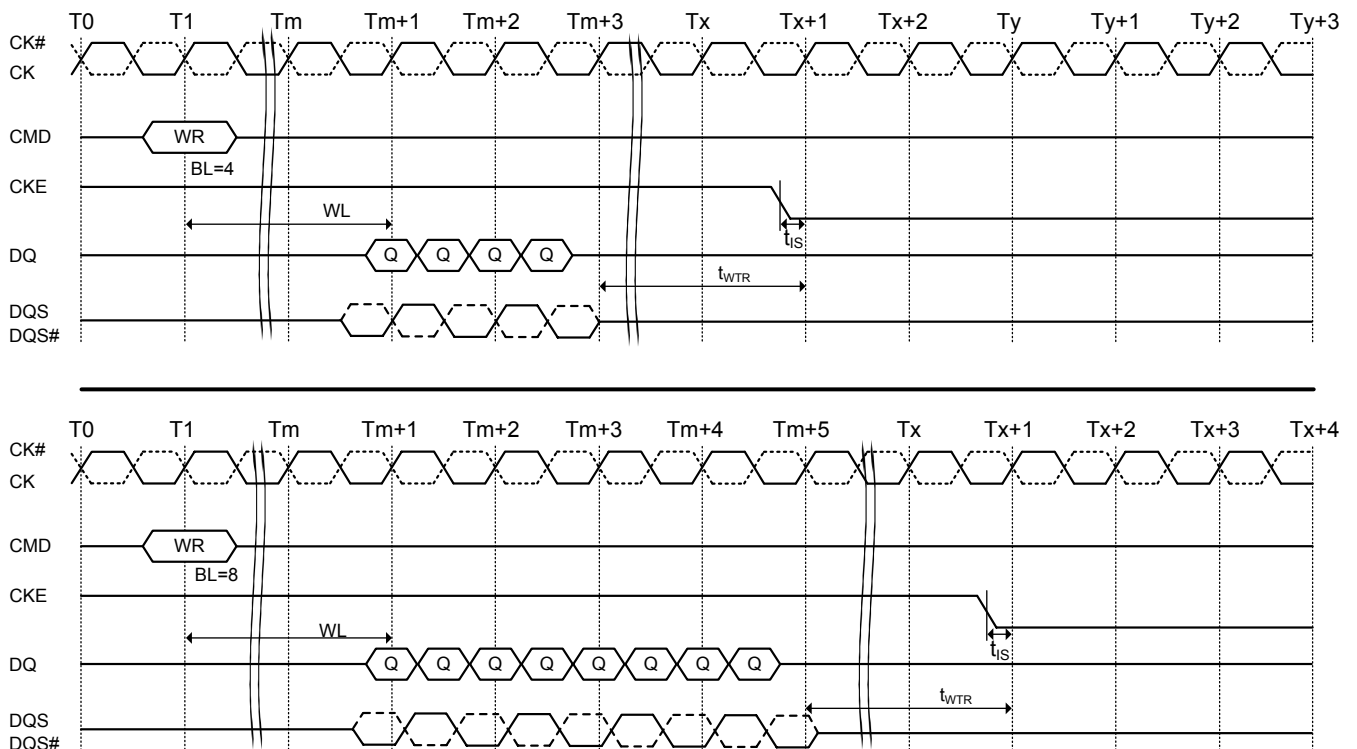 T0 T1 Tm Tm+1 Tm+2 Tm+3 Tx Tx+1 Tx+2 Ty Ty+1 Ty+2 Ty+3
CK#
CK
CMD WR
BL=4
CKE
WL
tIS
DQ Q Q Q Q
tWTR
DQS
DQS#
T0 T1 Tm Tm+1 Tm+2 Tm+3 Tm+4 Tm+5 Tx Tx+1 Tx+2 Tx+3 Tx+4
CK#
CK
CMD WR
BL=8
CKE
WL
tIS
DQ Q Q Q Q Q Q Q Q
tWTR
DQS
DQS#